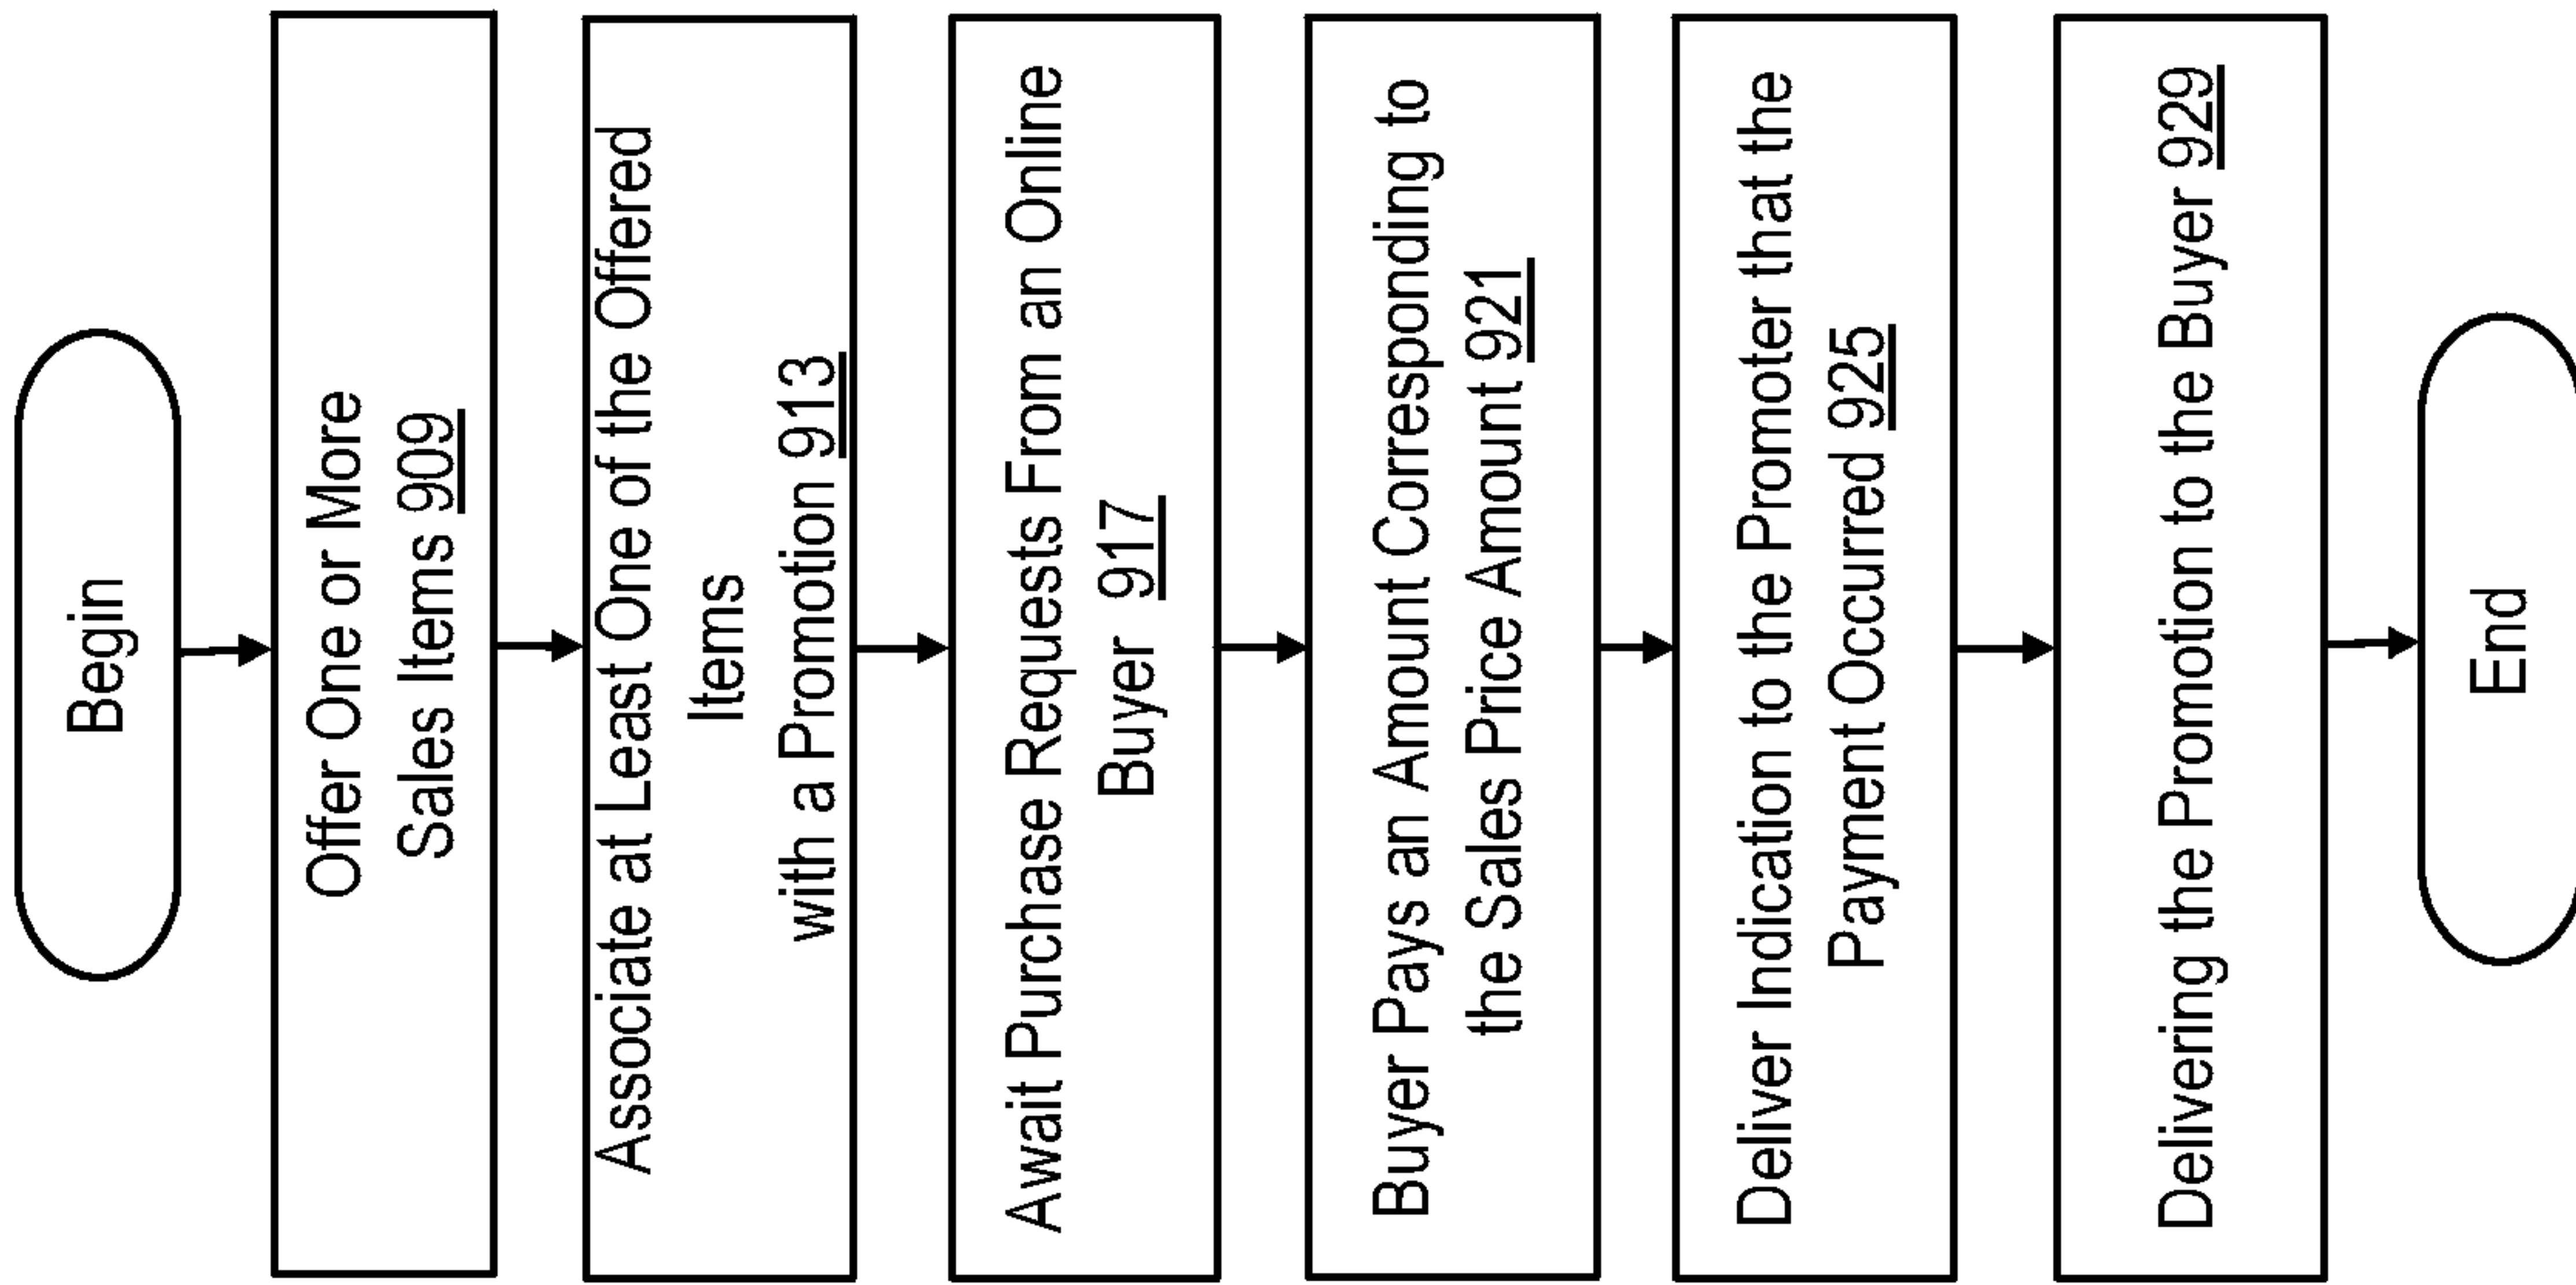 Begin
Offer One or More
Sales Items 909
Associate at Least One of the Offered
Items
with a Promotion 913
Await Purchase Requests From an Online
Buyer 917
Buyer Pays an Amount Corresponding to
the Sales Price Amount 921
Deliver Indication to the Promoter that the
Payment Occurred 925
Delivering the Promotion to the Buyer 929
End